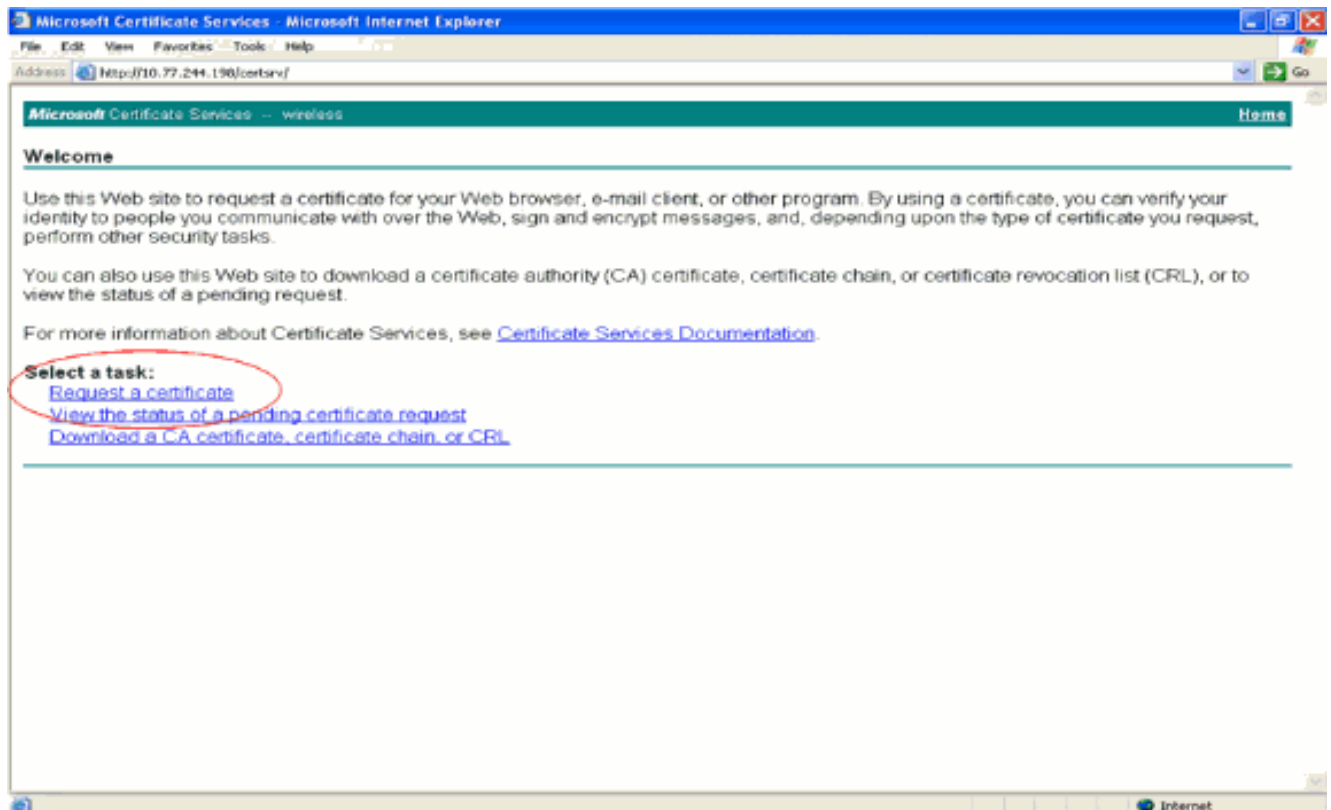 Microsoft Certificate Services - Microsoft Internet Explorer
File Edit View Favorites Tools Help
Address http://10.77.244.198/certsrv/ Go
Microsoft Certificate Services -- wireless Home
Welcome
Use this Web site to request a certificate for your Web browser, e-mail client, or other program. By using a certificate, you can verify your
identity to people you communicate with over the Web, sign and encrypt messages, and, depending upon the type of certificate you request,
perform other security tasks.
You can also use this Web site to download a certificate authority (CA) certificate, certificate chain, or certificate revocation list (CRL), or to
view the status of a pending request.
For more information about Certificate Services, see Certificate Services Documentation.
Select a task:
Request a certificate
View the status of a pending certificate request
Download a CA certificate, certificate chain, or CRL
Internet